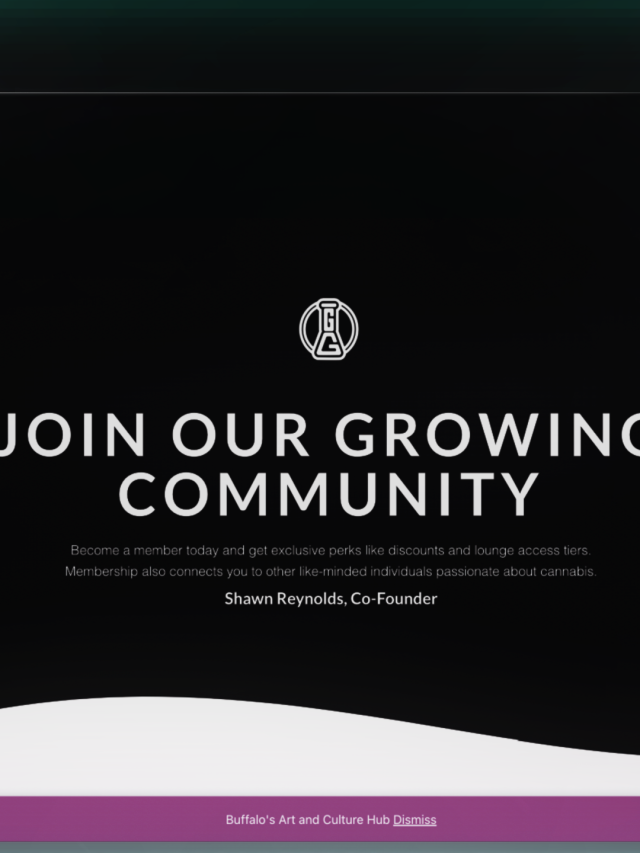 GG
JOIN OUR GROWING
COMMUNITY
Become a member today and get exclusive perks like discounts and lounge access tiers.
Membership also connects you to other like-minded individuals passionate about cannabis.
Shawn Reynolds, Co-Founder
Buffalo's Art and Culture Hub Dismiss